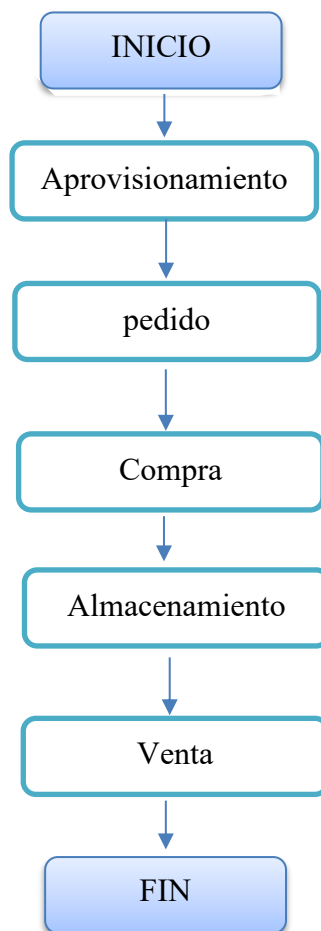 INICIO
Aprovisionamiento
pedido
Compra
Almacenamiento
Venta
FIN